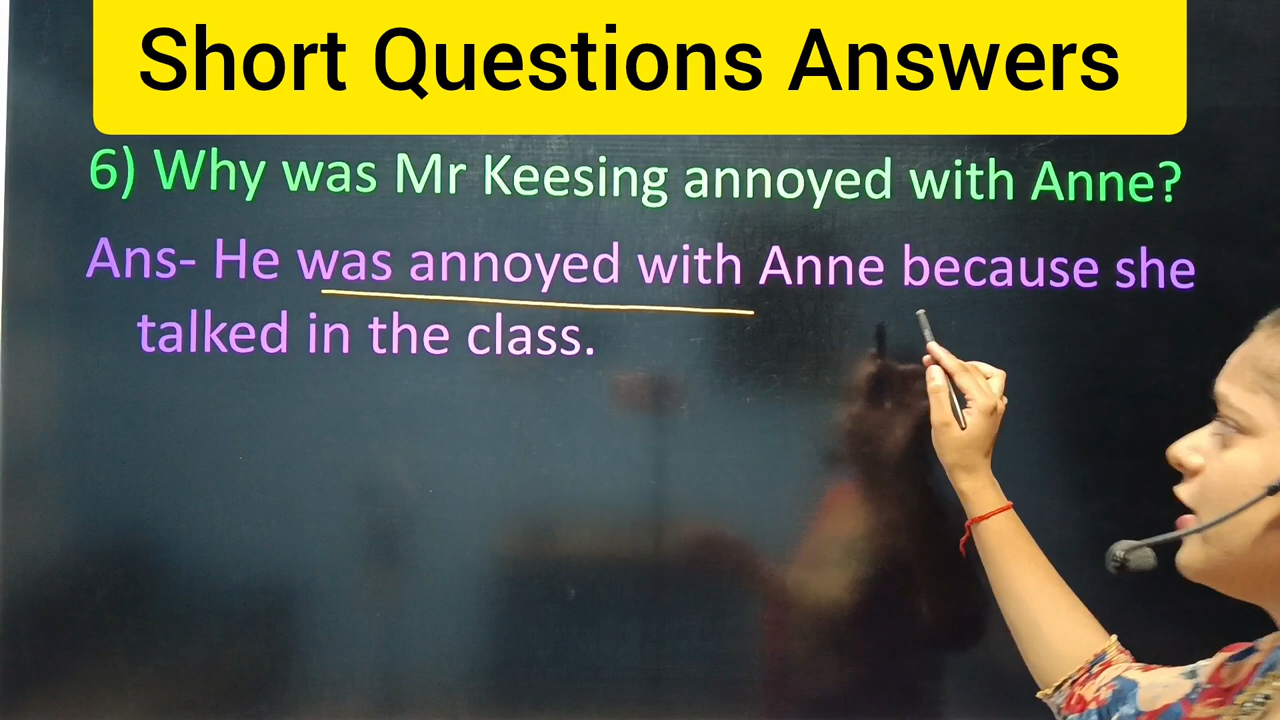 Short Questions Answers
6) Why was Mr Keesing annoyed with Anne?
Ans- He was annoyed with Anne because she
talked in the class.